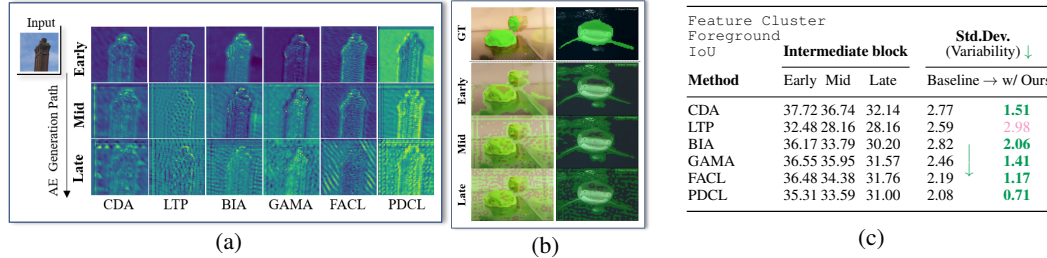 Input
AE Generation Path
Early
Mid
Late
CDA LTP BIA GAMA FACL PDCL
(a)
GT
Early
Mid
Late
(b)
Feature Cluster
Foreground
IoU
Intermediate block
Std.Dev.
(Variability) ↓
Method Early Mid Late Baseline → w/ Ours
CDA 37.72 36.74 32.14 2.77 1.51
LTP 32.48 28.16 28.16 2.59 2.98
BIA 36.17 33.79 30.20 2.82 2.06
GAMA 36.55 35.95 31.57 2.46 1.41
FACL 36.48 34.38 31.76 2.19 1.17
PDCL 35.31 33.59 31.00 2.08 0.71
(c)